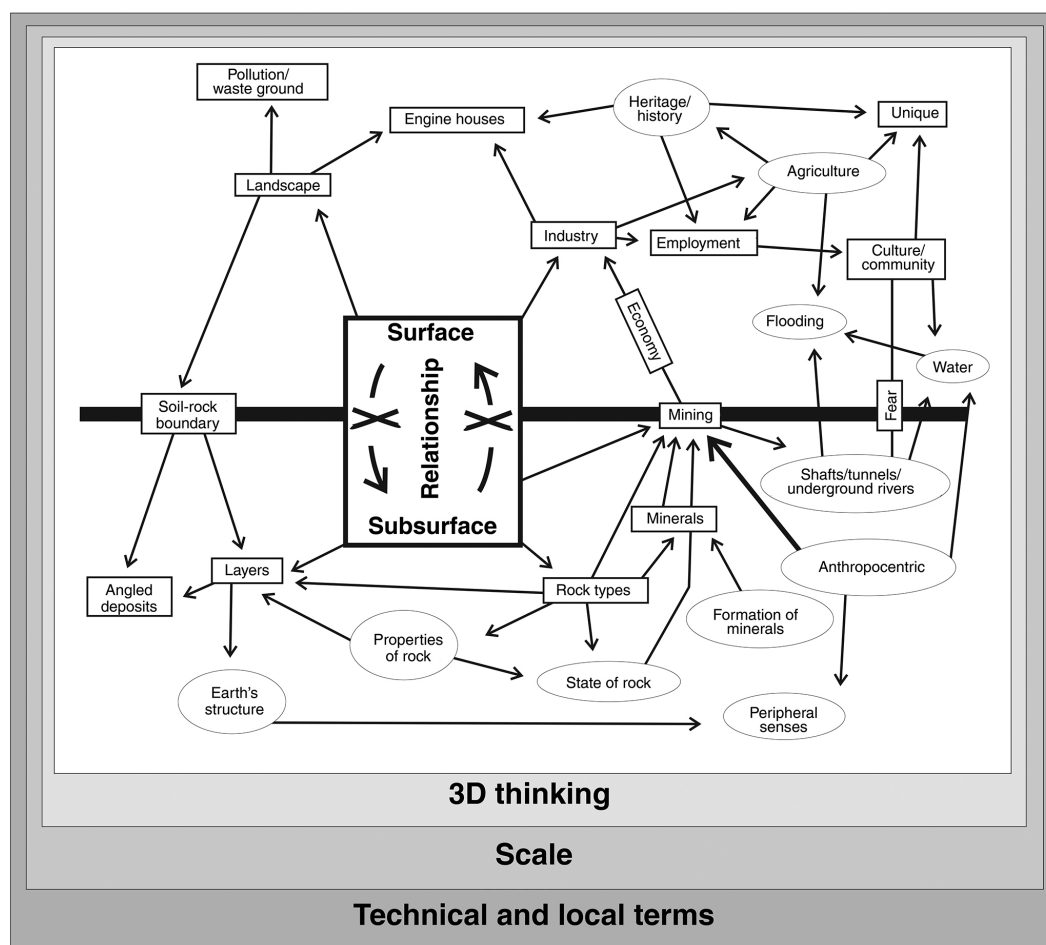 Pollution/
waste ground
Engine houses
Heritage/
history
Unique
Landscape
Agriculture
Industry
Employment
Culture/
community
Economy
Flooding
Water
Surface
Relationship
Subsurface
Soil-rock
boundary
Mining
Fear
Shafts/tunnels/
underground rivers
Minerals
Anthropocentric
Layers
Rock types
Angled
deposits
Formation of
minerals
Properties
of rock
State of rock
Earth's
structure
Peripheral
senses
3D thinking
Scale
Technical and local terms